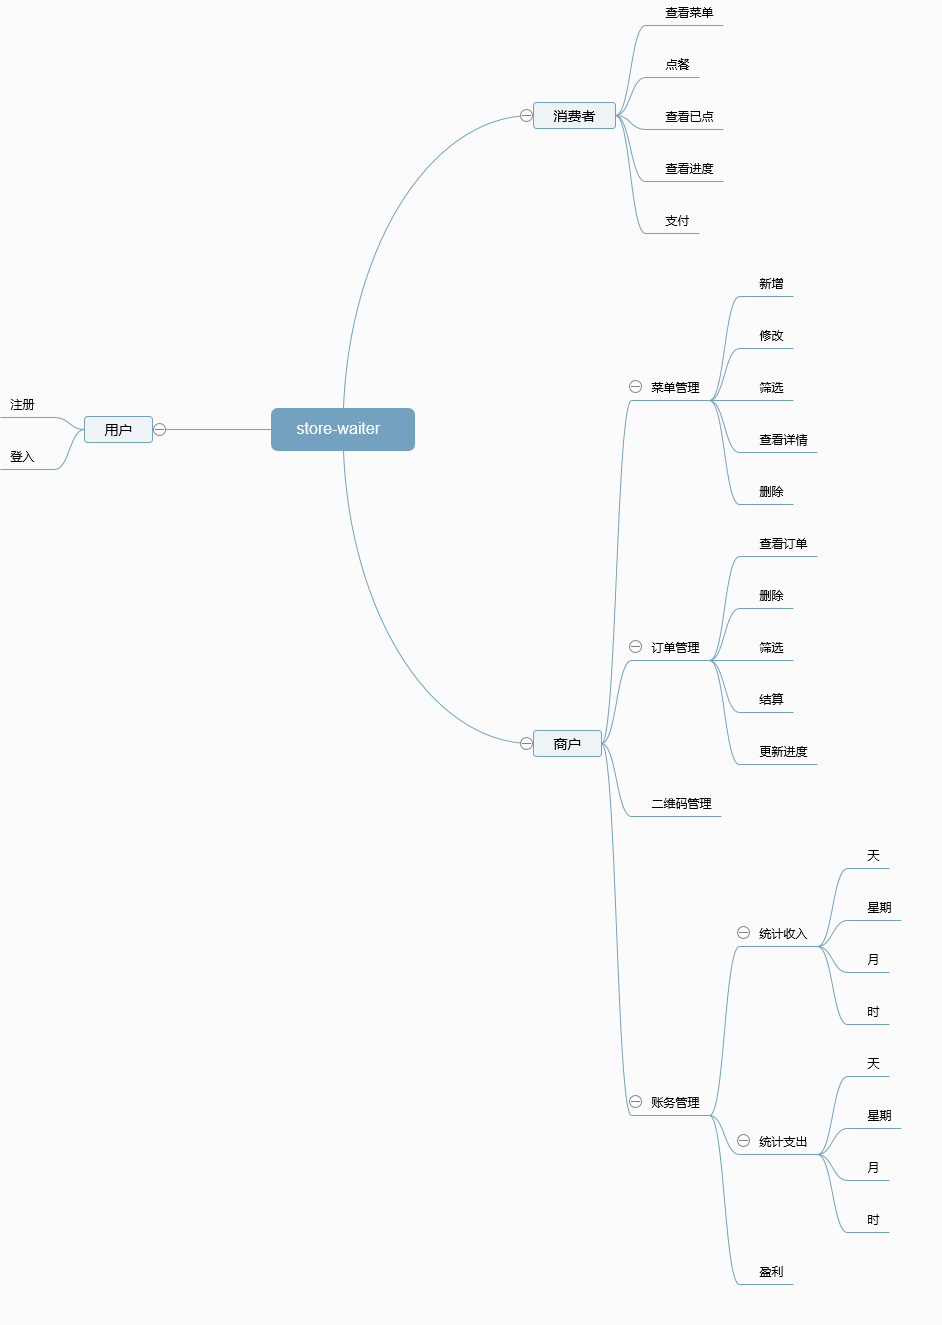 store-waiter
用户
注册
登入
消费者
查看菜单
点餐
查看已点
查看进度
支付
商户
菜单管理
新增
修改
筛选
查看详情
删除
订单管理
查看订单
删除
筛选
结算
更新进度
二维码管理
账务管理
统计收入
天
星期
月
时
统计支出
天
星期
月
时
盈利